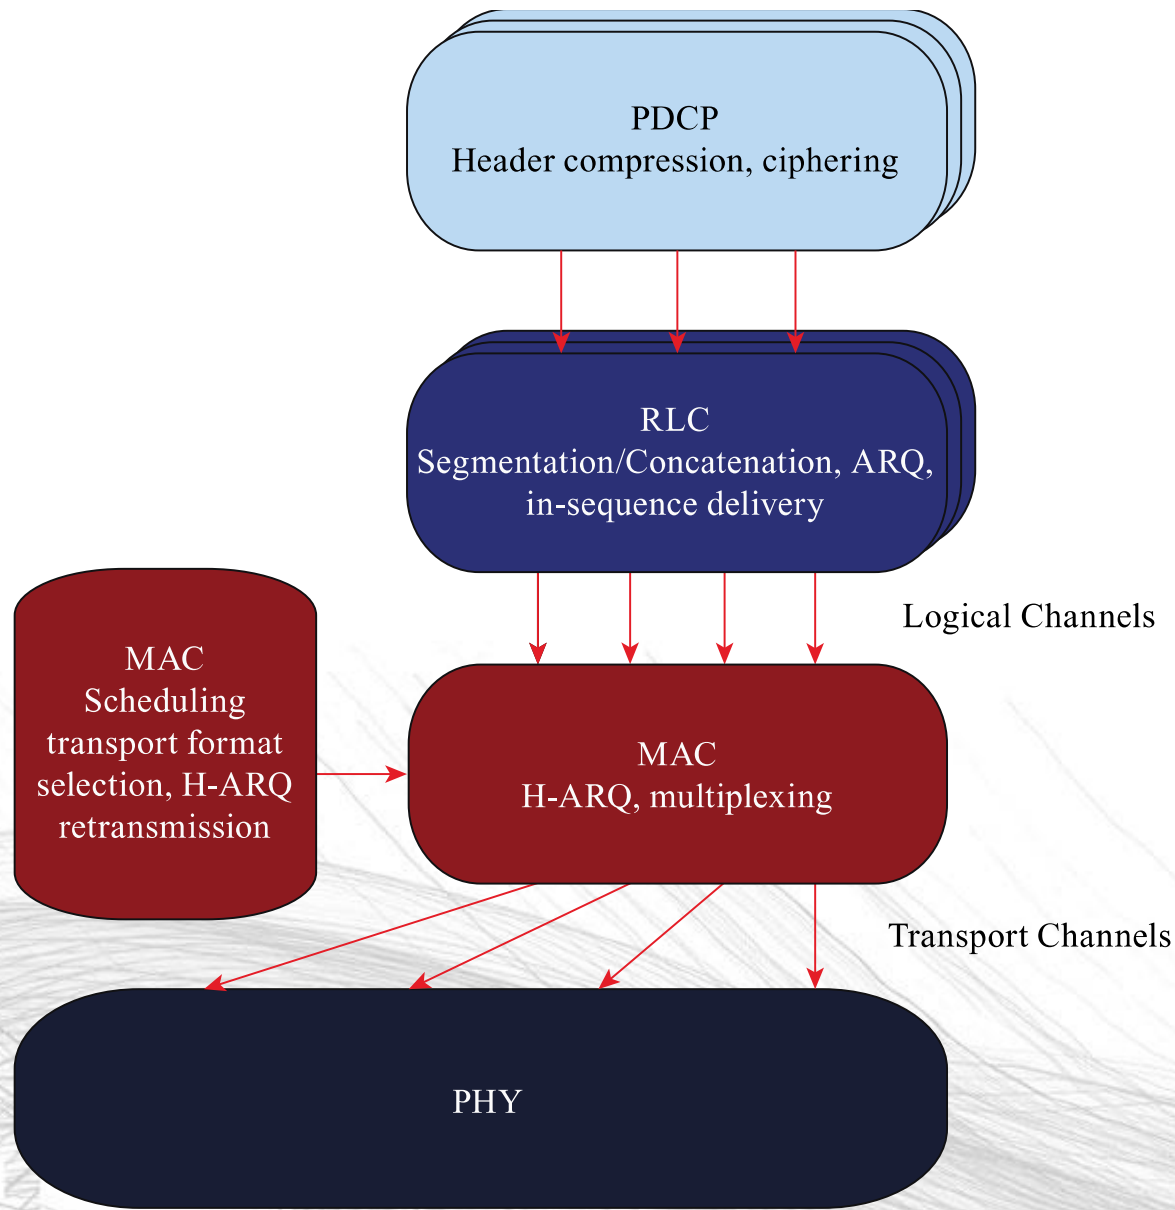 PDCP
Header compression, ciphering
RLC
Segmentation/Concatenation, ARQ,
in-sequence delivery
Logical Channels
MAC
Scheduling
transport format
selection, H-ARQ
retransmission
MAC
H-ARQ, multiplexing
Transport Channels
PHY